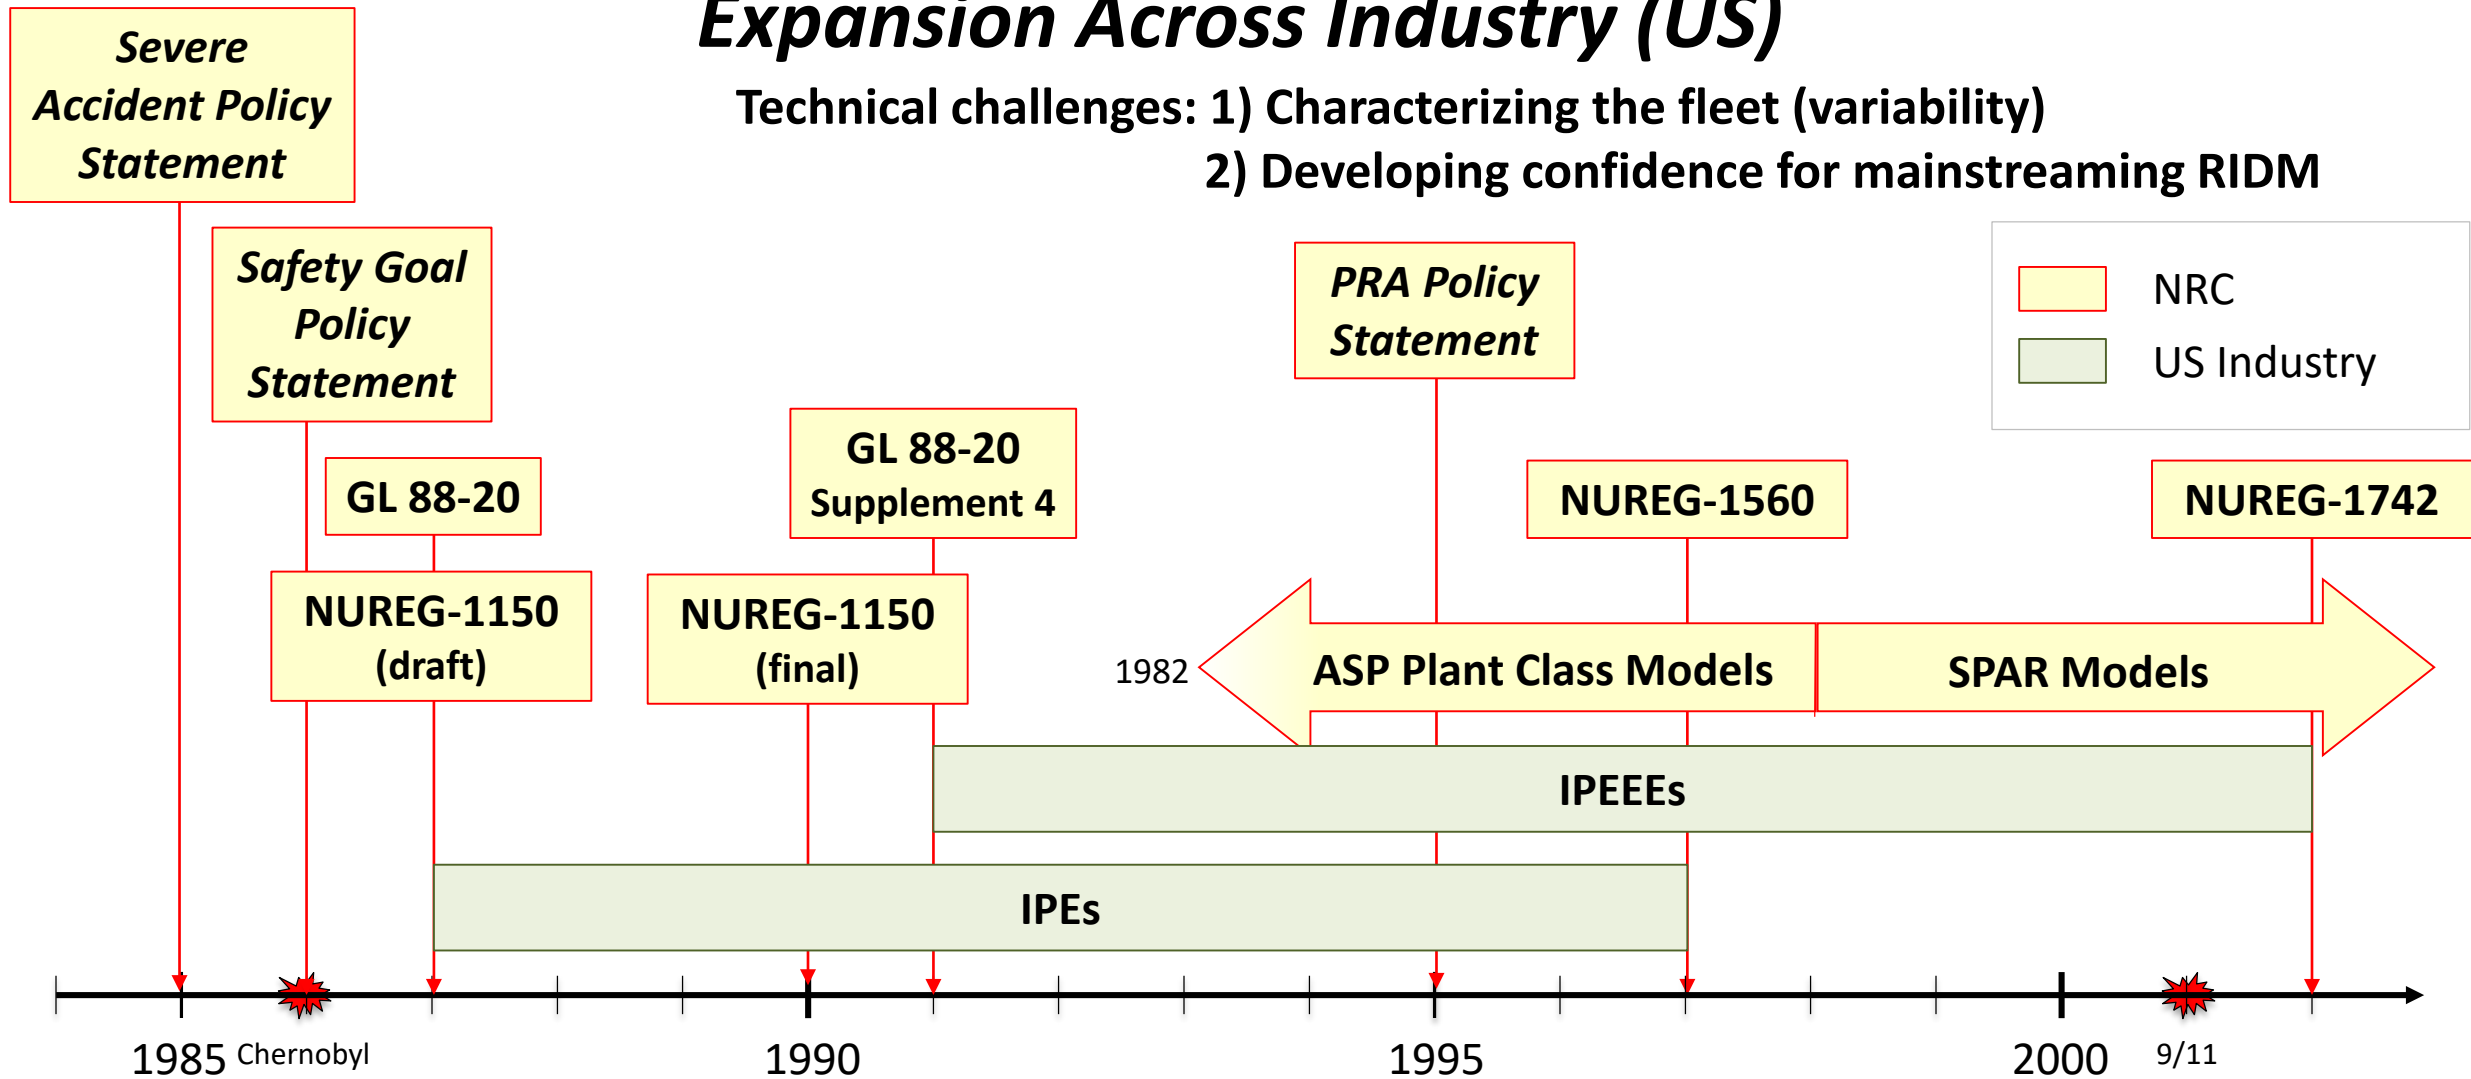 Expansion Across Industry (US)
Technical challenges: 1) Characterizing the fleet (variability)
2) Developing confidence for mainstreaming RIDM
Severe
Accident Policy
Statement
Safety Goal
Policy
Statement
GL 88-20
NUREG-1150
(draft)
GL 88-20
Supplement 4
NUREG-1150
(final)
PRA Policy
Statement
NRC
US Industry
NUREG-1560
NUREG-1742
1982
ASP Plant Class Models
SPAR Models
IPEEEs
IPEs
1985
Chernobyl
1990
1995
2000
9/11